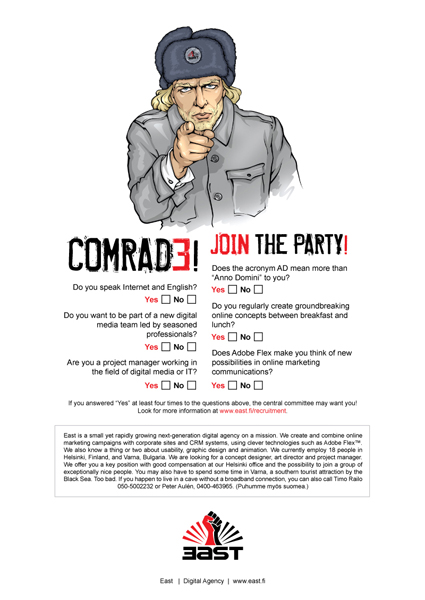 COMRADE!
Do you speak Internet and English?
Yes No
Do you want to be part of a new digital
media team led by seasoned
professionals?
Yes No
Are you a project manager working in
the field of digital media or IT?
Yes No
JOIN THE PARTY!
Does the acronym AD mean more than
“Anno Domini” to you?
Yes No
Do you regularly create groundbreaking
online concepts between breakfast and
lunch?
Yes No
Does Adobe Flex make you think of new
possibilities in online marketing
communications?
Yes No
If you answered “Yes” at least four times to the questions above, the central committee may want you!
Look for more information at www.east.fi/recruitment.
East is a small yet rapidly growing next-generation digital agency on a mission. We create and combine online
marketing campaigns with corporate sites and CRM systems, using clever technologies such as Adobe Flex™.
We also know a thing or two about usability, graphic design and animation. We currently employ 18 people in
Helsinki, Finland, and Varna, Bulgaria. We are looking for a concept designer, art director and project manager.
We offer you a key position with good compensation at our Helsinki office and the possibility to join a group of
exceptionally nice people. You may also have to spend some time in Varna, a southern tourist attraction by the
Black Sea. Too bad. If you happen to live in a cave without a broadband connection, you can also call Timo Railo
050-5002232 or Peter Aulén, 0400-463965. (Puhumme myös suomea.)
EAST
East | Digital Agency | www.east.fi